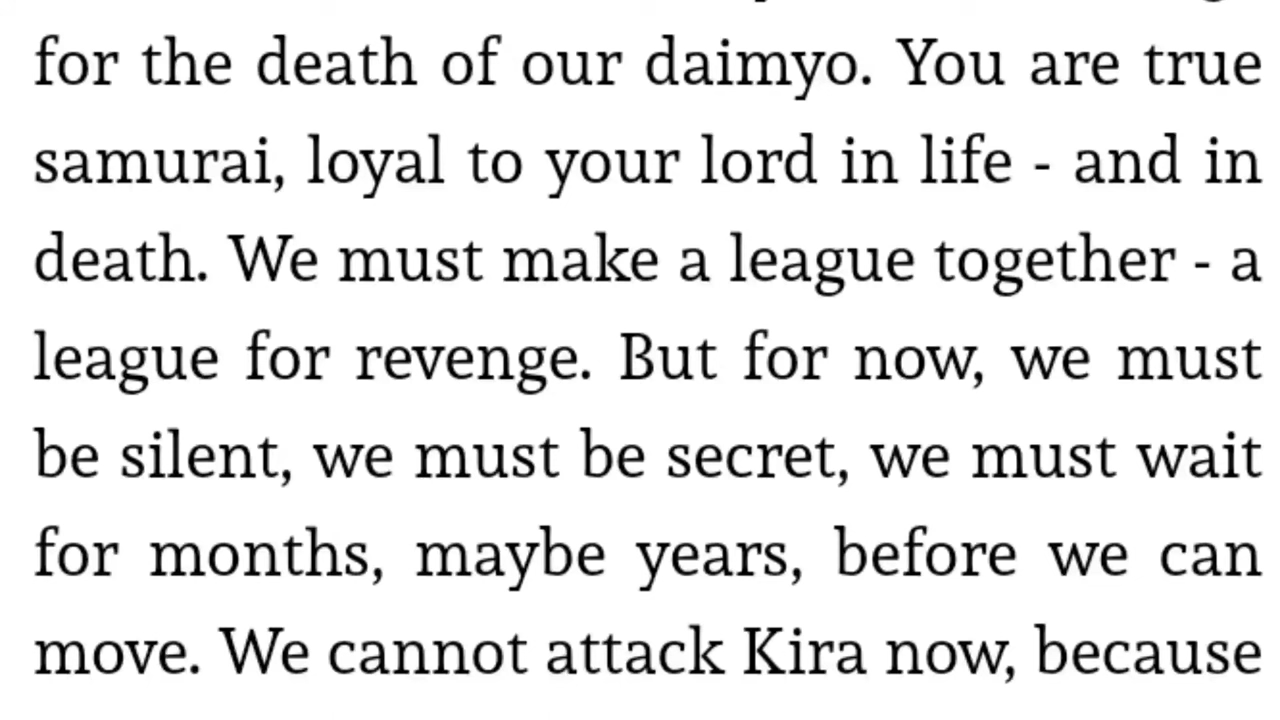 for the death of our daimyo. You are true
samurai, loyal to your lord in life - and in
death. We must make a league together - a
league for revenge. But for now, we must
be silent, we must be secret, we must wait
for months, maybe years, before we can
move. We cannot attack Kira now, because